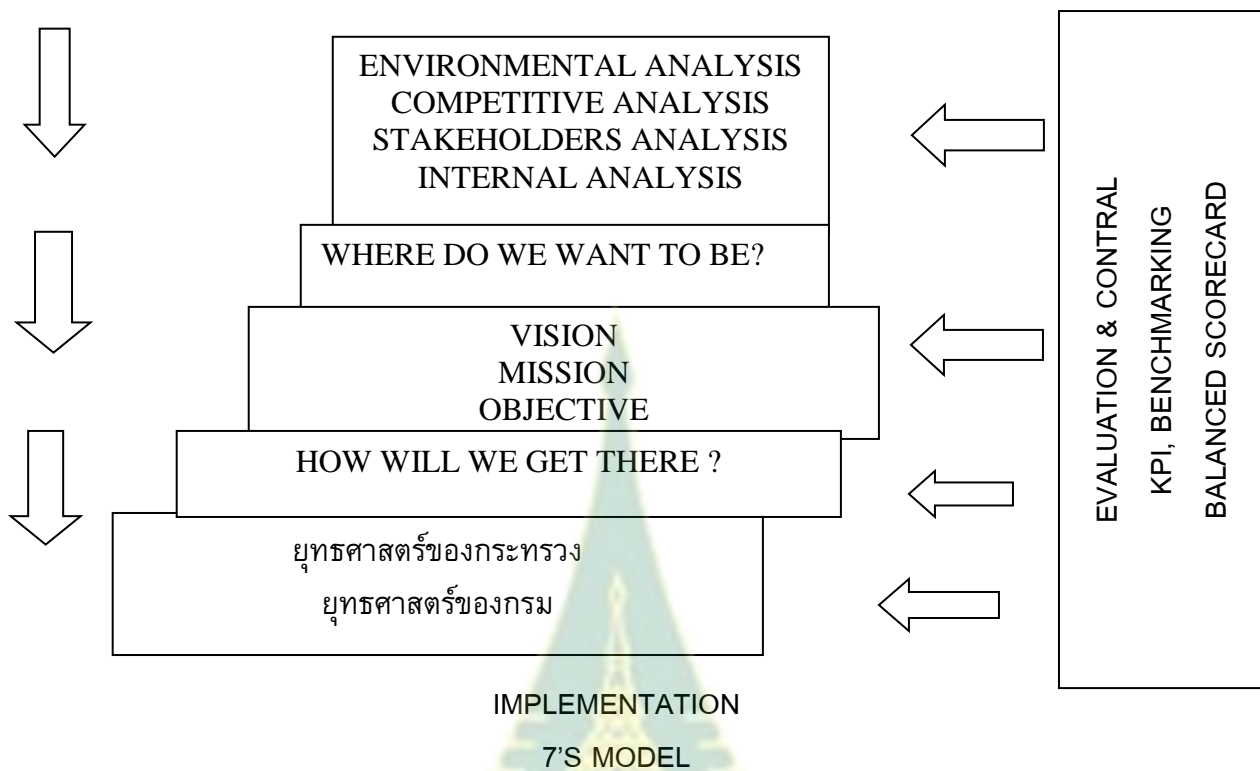 ENVIRONMENTAL ANALYSIS
COMPETITIVE ANALYSIS
STAKEHOLDERS ANALYSIS
INTERNAL ANALYSIS
WHERE DO WE WANT TO BE?
VISION
MISSION
OBJECTIVE
HOW WILL WE GET THERE ?
ยุทธศาสตร์ของกระทรวง
ยุทธศาสตร์ของกรม
IMPLEMENTATION
7'S MODEL
EVALUATION & CONTRAL
KPI, BENCHMARKING
BALANCED SCORECARD